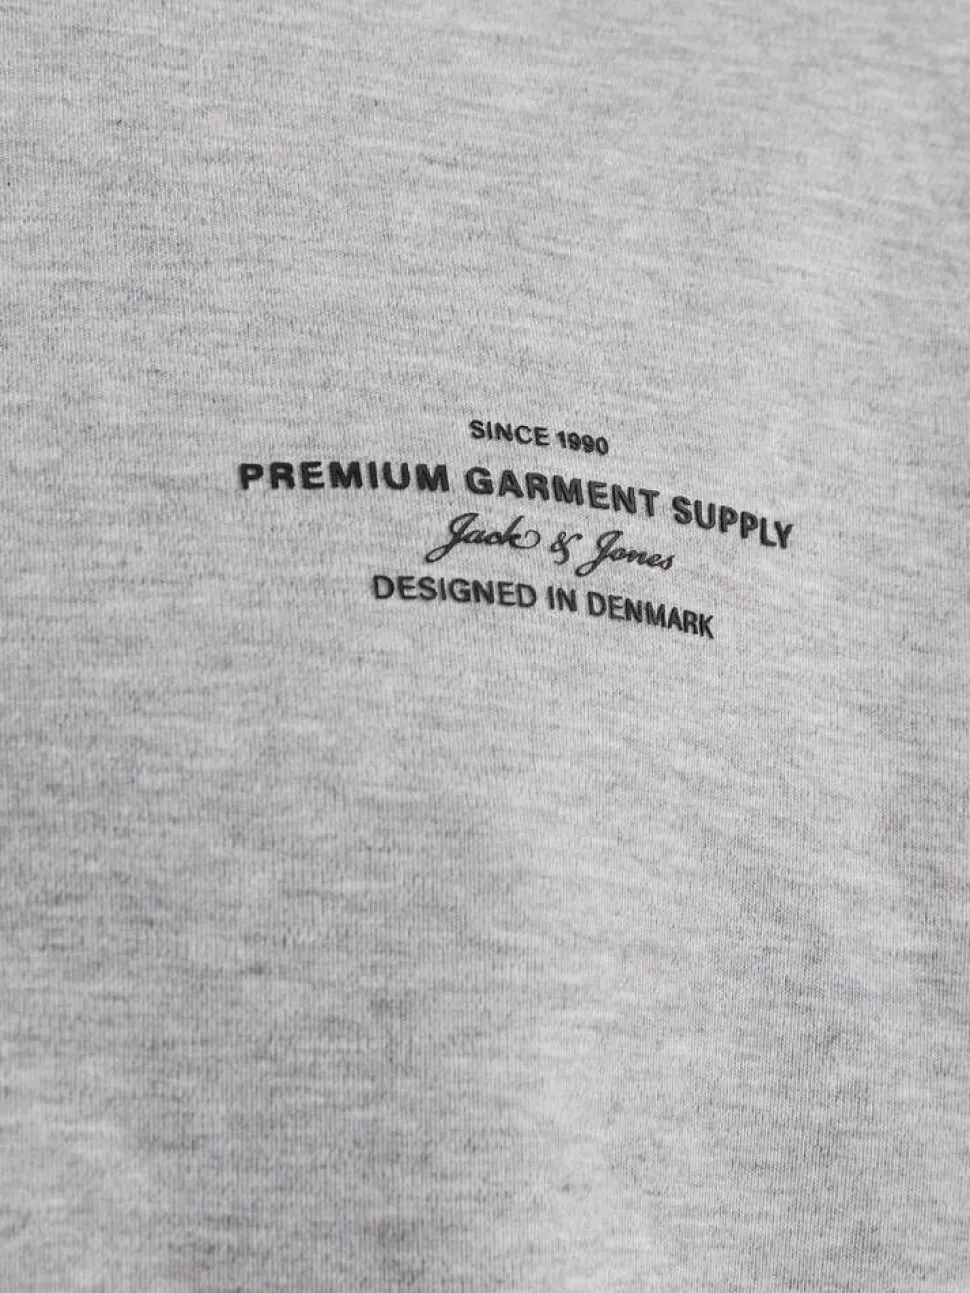 SINCE 1990
PREMIUM GARMENT SUPPLY
Jack & Jones
DESIGNED IN DENMARK